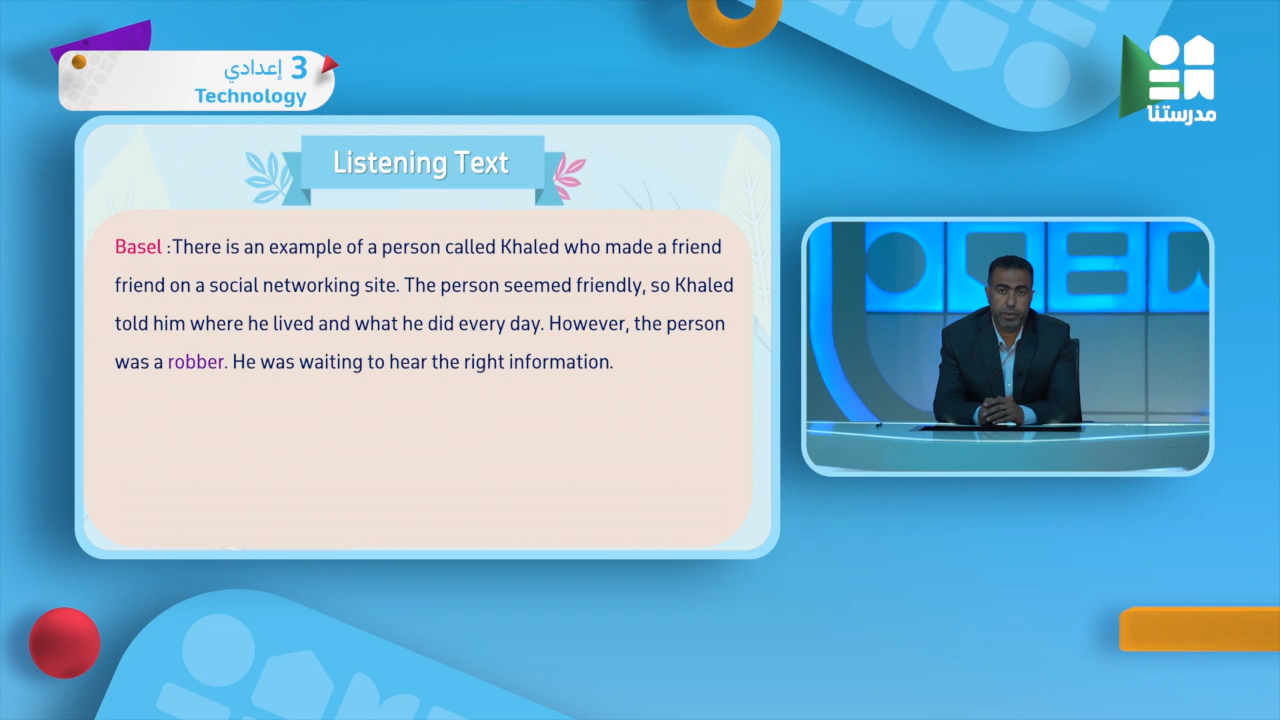 3 إعدادي
Technology
مدرستنا
Listening Text
Basel :There is an example of a person called Khaled who made a friend
friend on a social networking site. The person seemed friendly, so Khaled
told him where he lived and what he did every day. However, the person
was a robber. He was waiting to hear the right information.